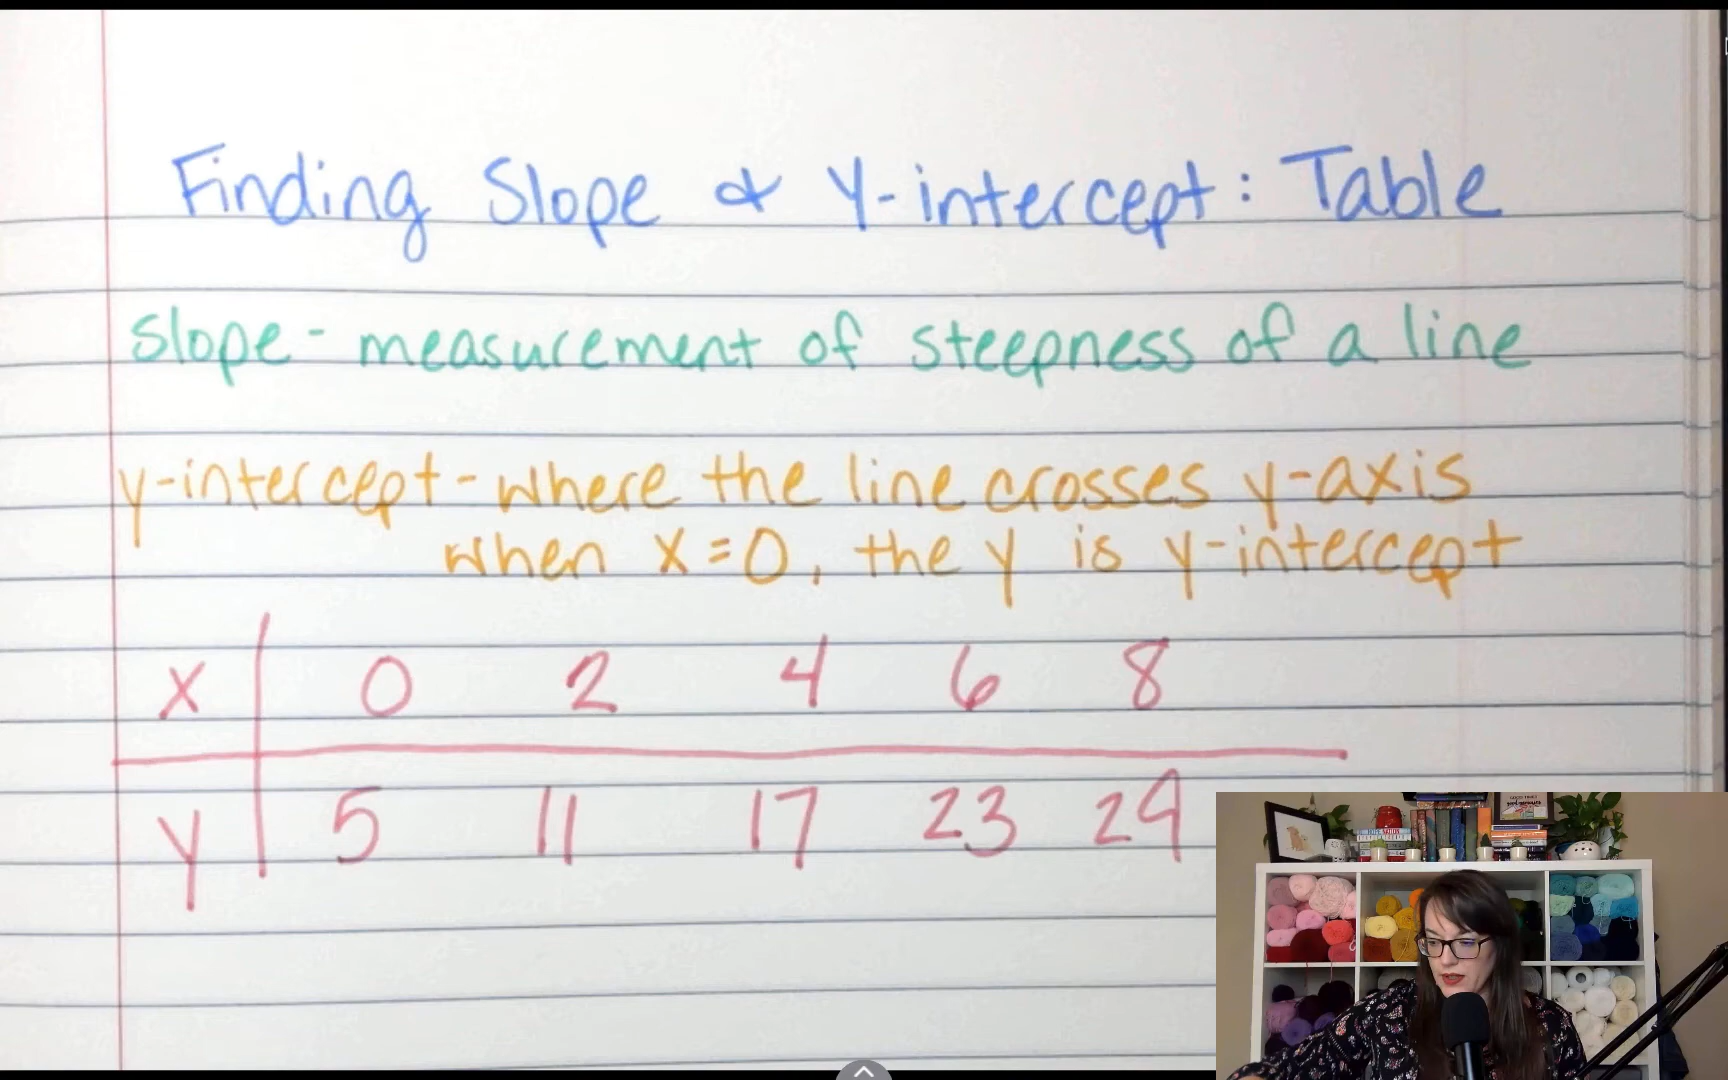 Finding Slope & Y-intercept: Table
slope - measurement of steepness of a line
y-intercept - where the line crosses y-axis
when x = 0, the y is y-intercept
x 0 2 4 6 8
y 5 11 17 23 29